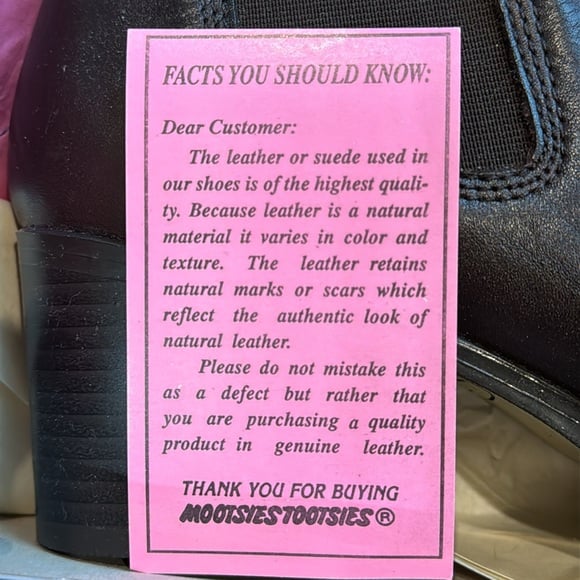 FACTS YOU SHOULD KNOW:
Dear Customer:
The leather or suede used in
our shoes is of the highest quali-
ty. Because leather is a natural
material it varies in color and
texture. The leather retains
natural marks or scars which
reflect the authentic look of
natural leather.
Please do not mistake this
as a defect but rather that
you are purchasing a quality
product in genuine leather.
THANK YOU FOR BUYING
MOOTSIES TOOTSIES ®